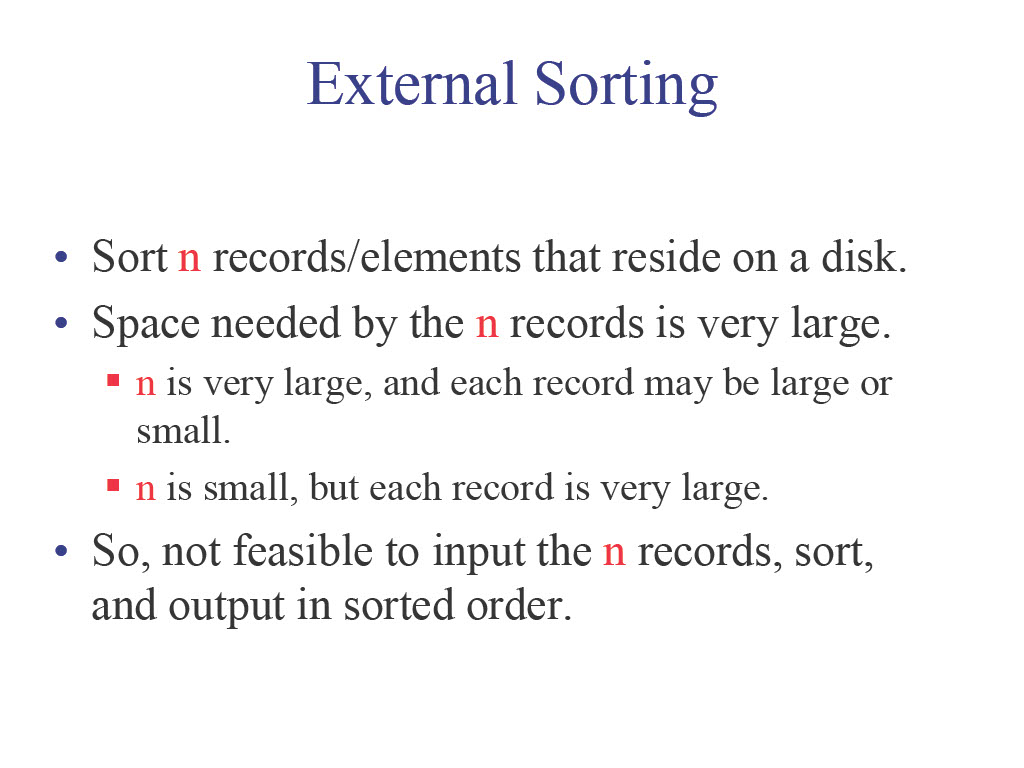 External Sorting
• Sort n records/elements that reside on a disk.
• Space needed by the n records is very large.
▪ n is very large, and each record may be large or
small.
▪ n is small, but each record is very large.
• So, not feasible to input the n records, sort,
and output in sorted order.